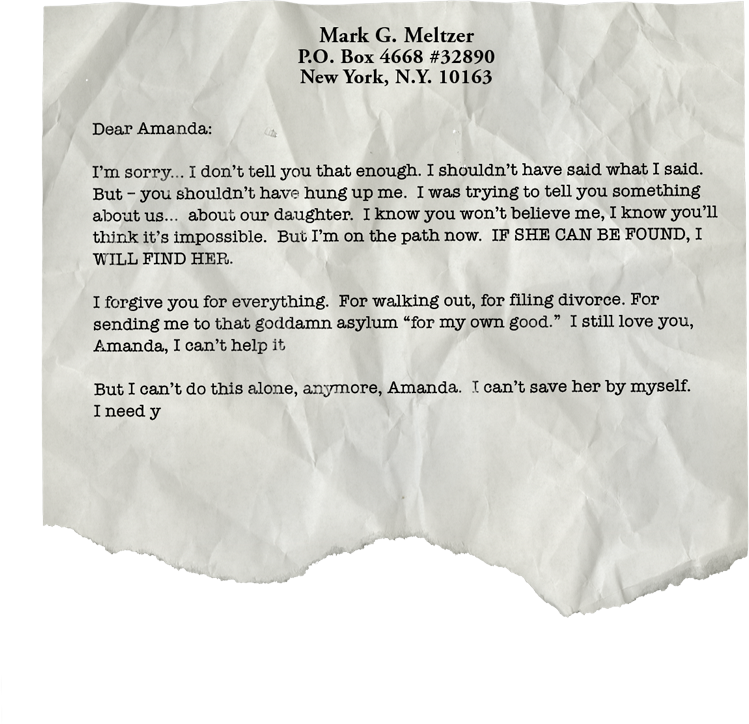 Mark G. Meltzer
P.O. Box 4668 #32890
New York, N.Y. 10163
Dear Amanda:
I'm sorry... I don't tell you that enough. I shouldn't have said what I said.
But – you shouldn't have hung up me. I was trying to tell you something
about us... about our daughter. I know you won't believe me, I know you'll
think it's impossible. But I'm on the path now. IF SHE CAN BE FOUND, I
WILL FIND HER.
I forgive you for everything. For walking out, for filing divorce. For
sending me to that goddamn asylum “for my own good.” I still love you,
Amanda, I can't help it
But I can't do this alone, anymore, Amanda. I can't save her by myself.
I need y